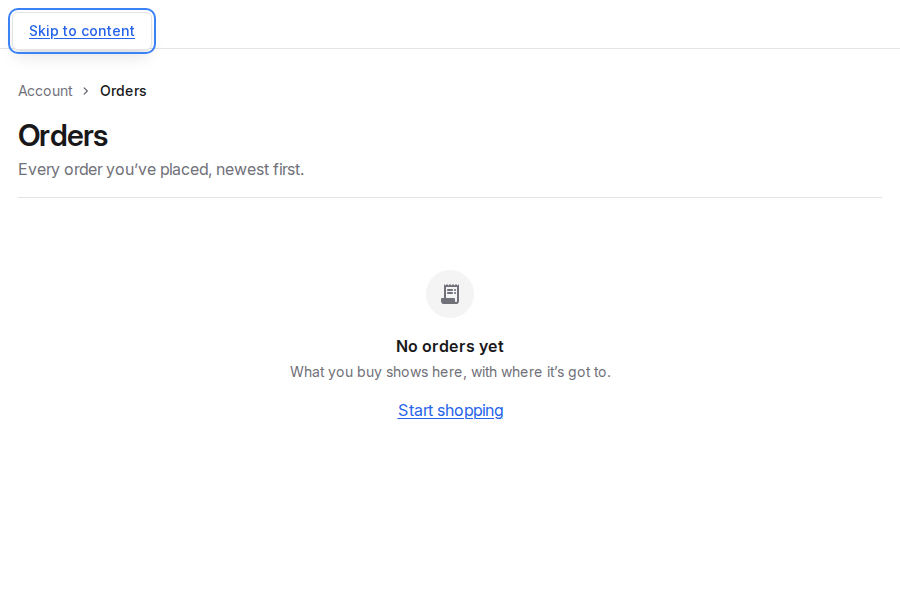 Skip to content
Account > Orders
Orders
Every order you’ve placed, newest first.
No orders yet
What you buy shows here, with where it’s got to.
Start shopping